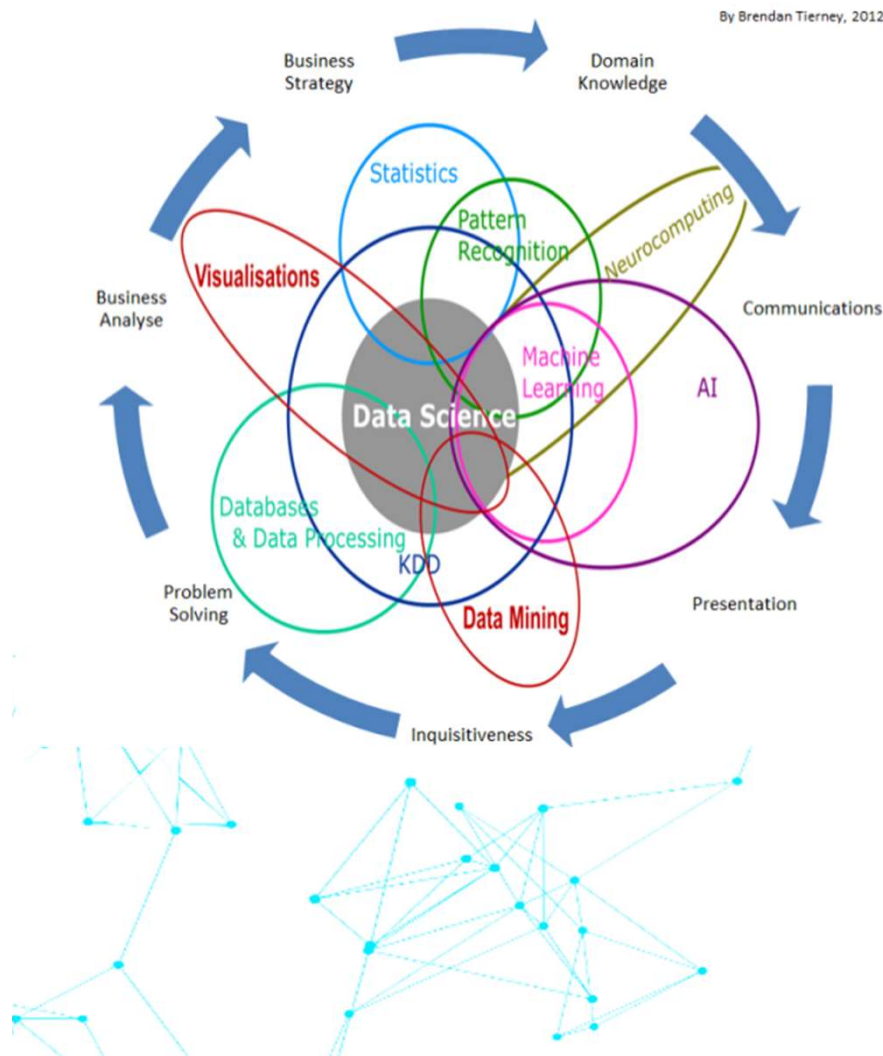 By Brendan Tierney, 2012
Business
Strategy
Domain
Knowledge
Statistics
Pattern
Recognition
Neurocomputing
Visualisations
Business
Analyse
Communications
Machine
Learning
AI
Data Science
Databases
& Data Processing
KDD
Problem
Solving
Data Mining
Presentation
Inquisitiveness